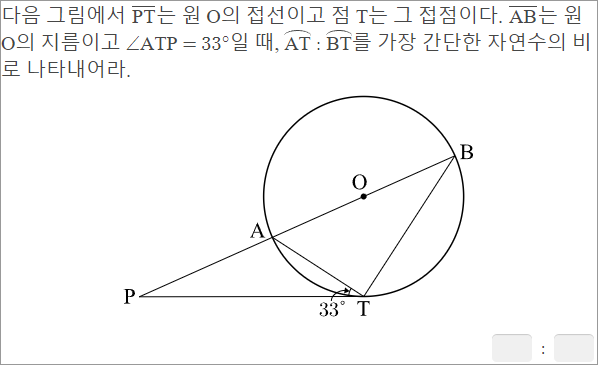 다음 그림에서 PT는 원 O의 접선이고 점 T는 그 접점이다. AB는 원
O의 지름이고 ∠ATP = 33°일 때, AT : BT를 가장 간단한 자연수의 비
로 나타내어라.
B
O
A
P
33°
T
: